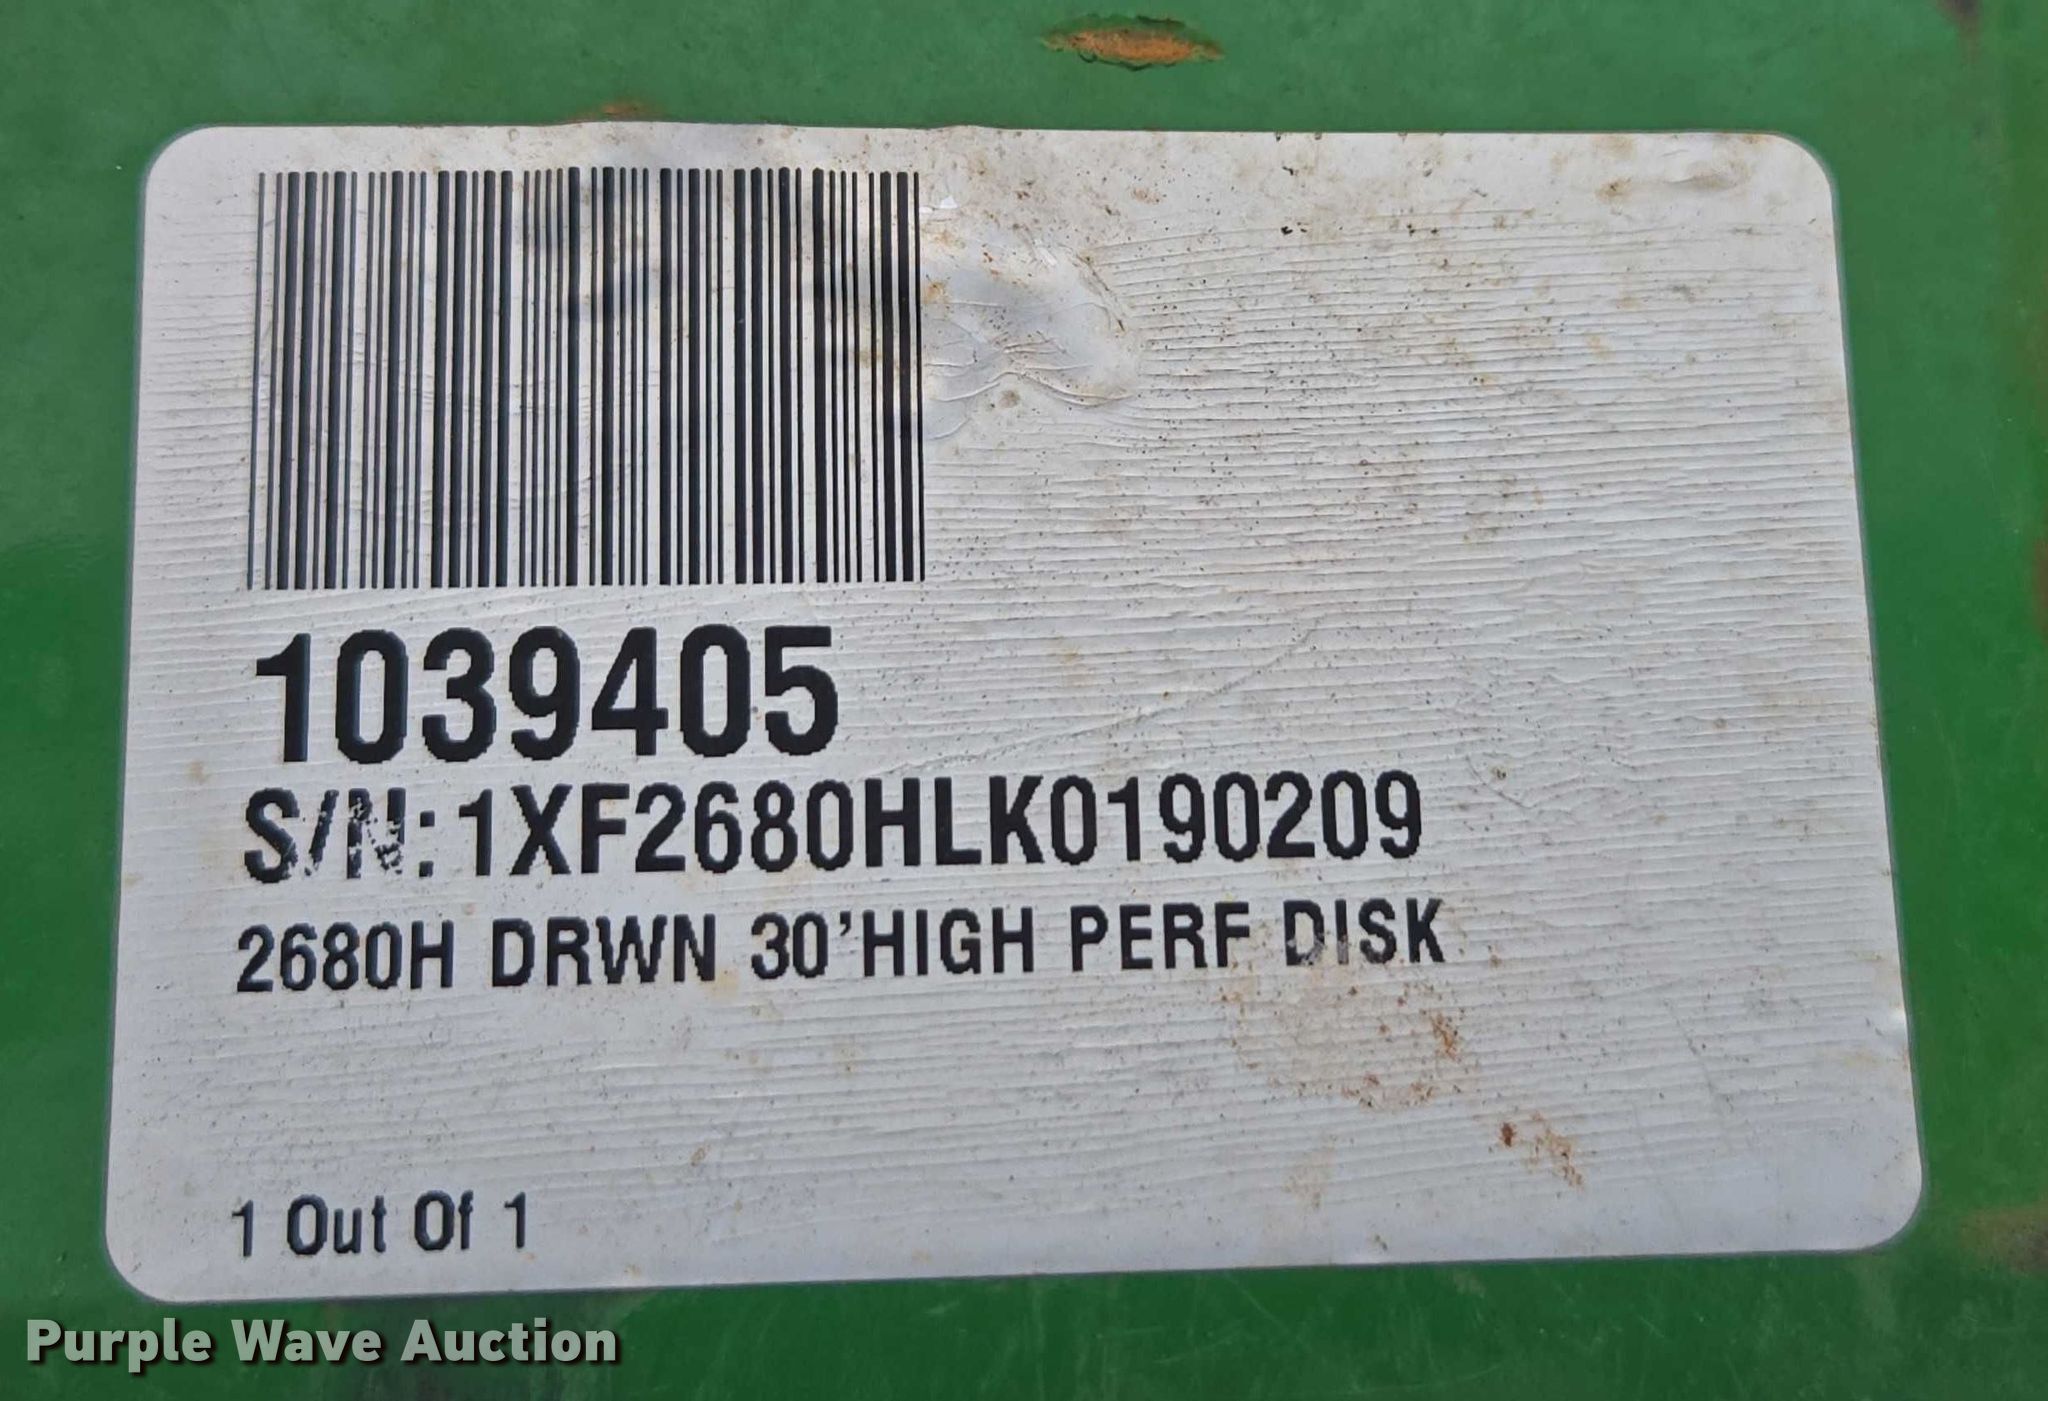 1039405
S/N:1XF2680HLK0190209
2680H DRWN 30'HIGH PERF DISK
1 Out Of 1
Purple Wave Auction